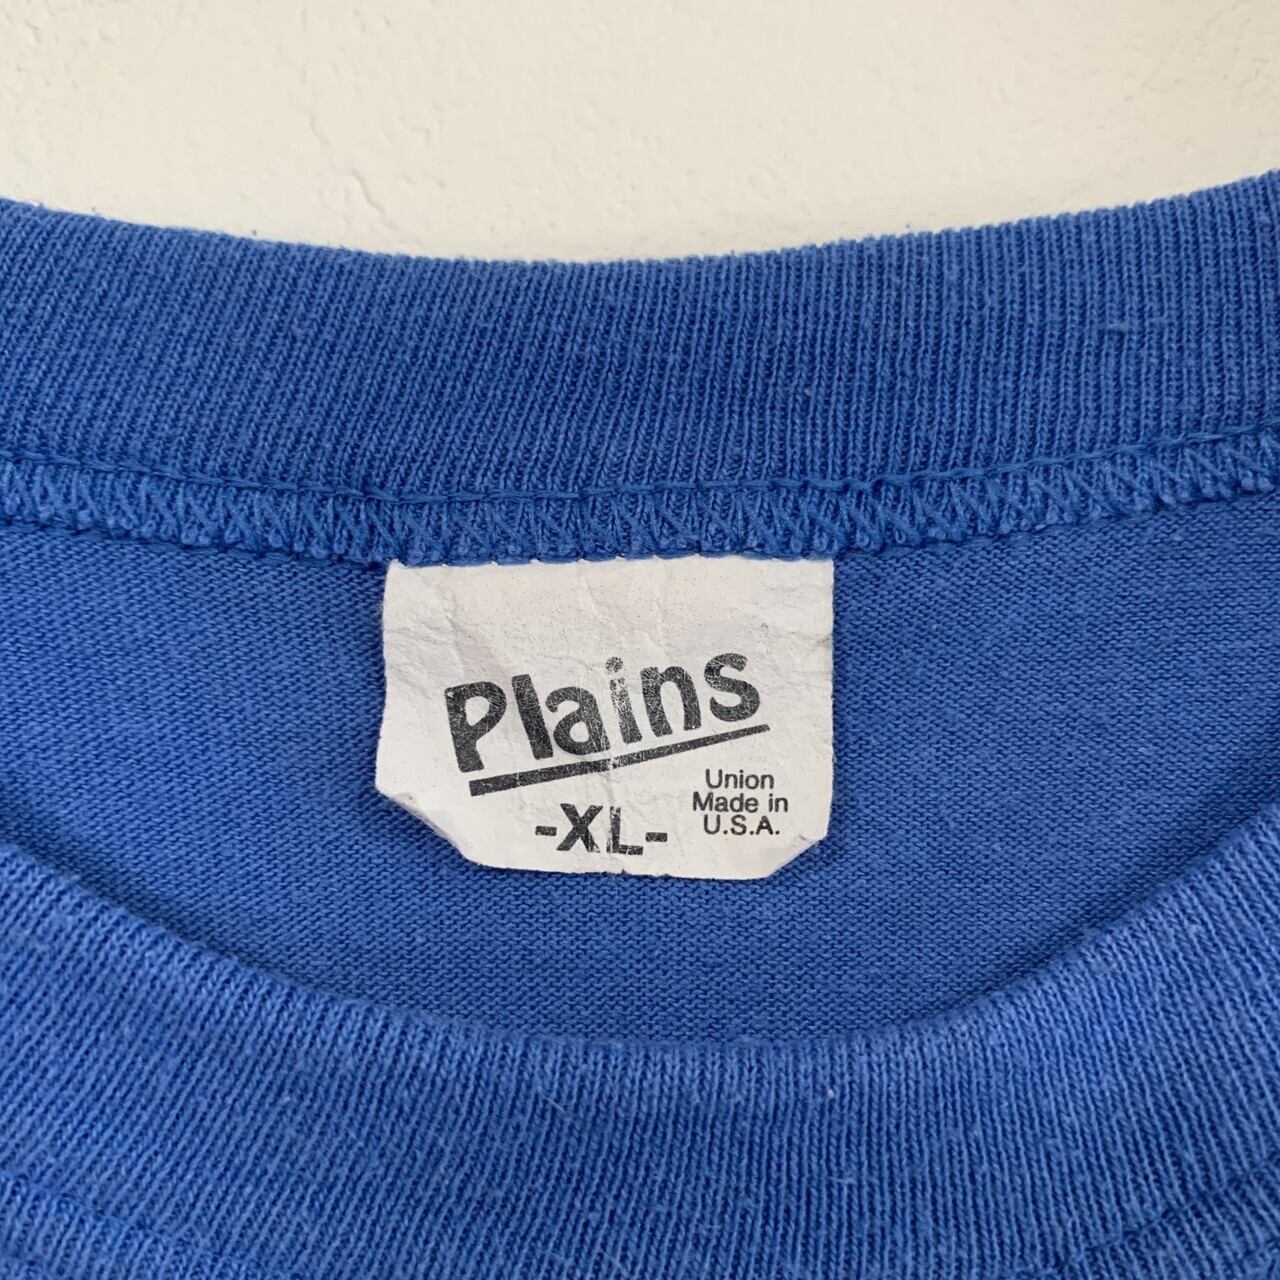 Plains
-XL-
Union
Made in
U.S.A.